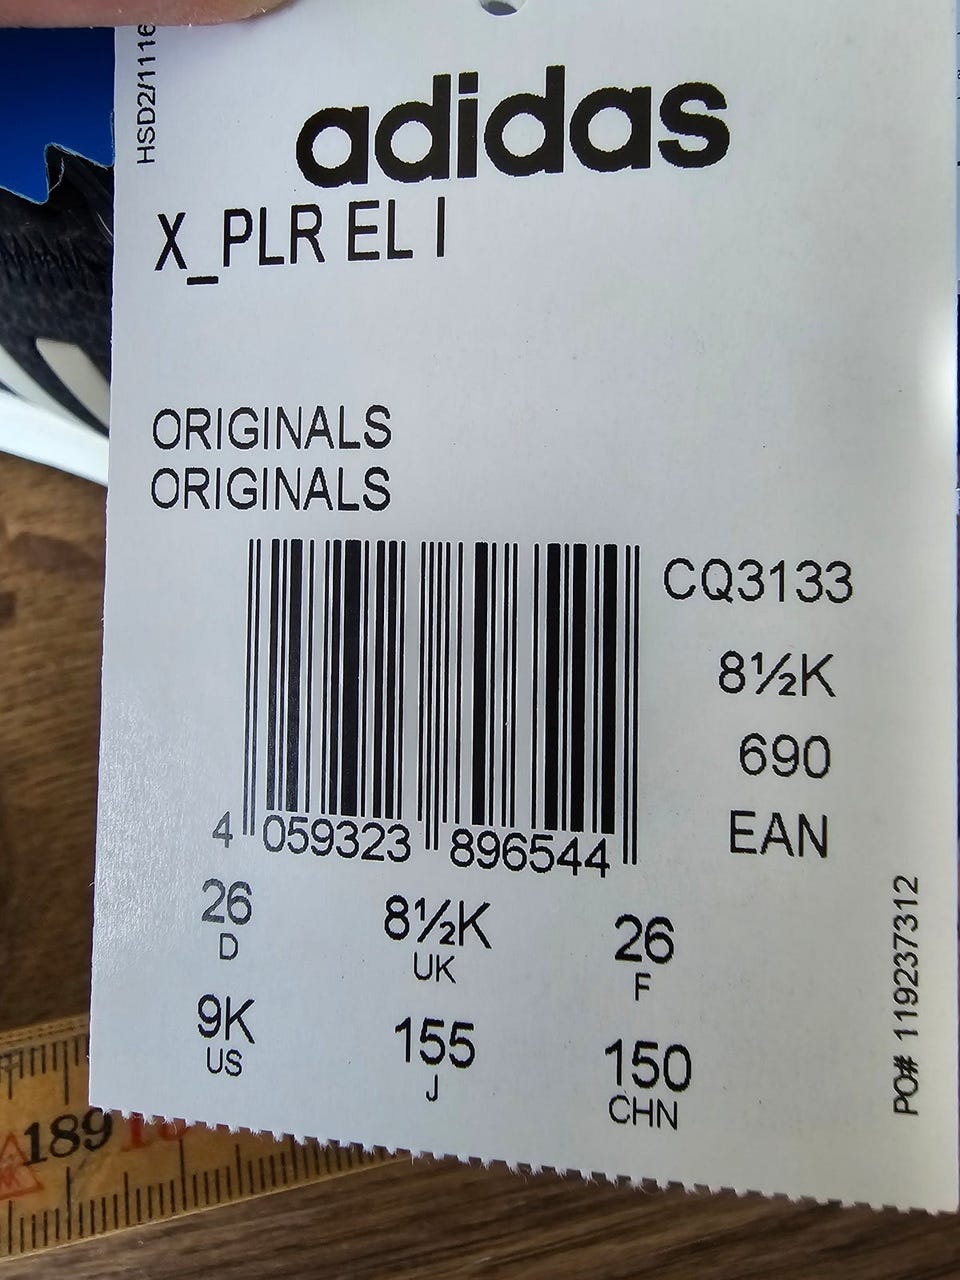 HSD2/1116
adidas
X_PLR EL I
ORIGINALS
ORIGINALS
CQ3133
8½K
690
EAN
4 059323 896544
26
D
8½K
UK
26
F
9K
US
155
J
150
CHN
PO# 119237312
189